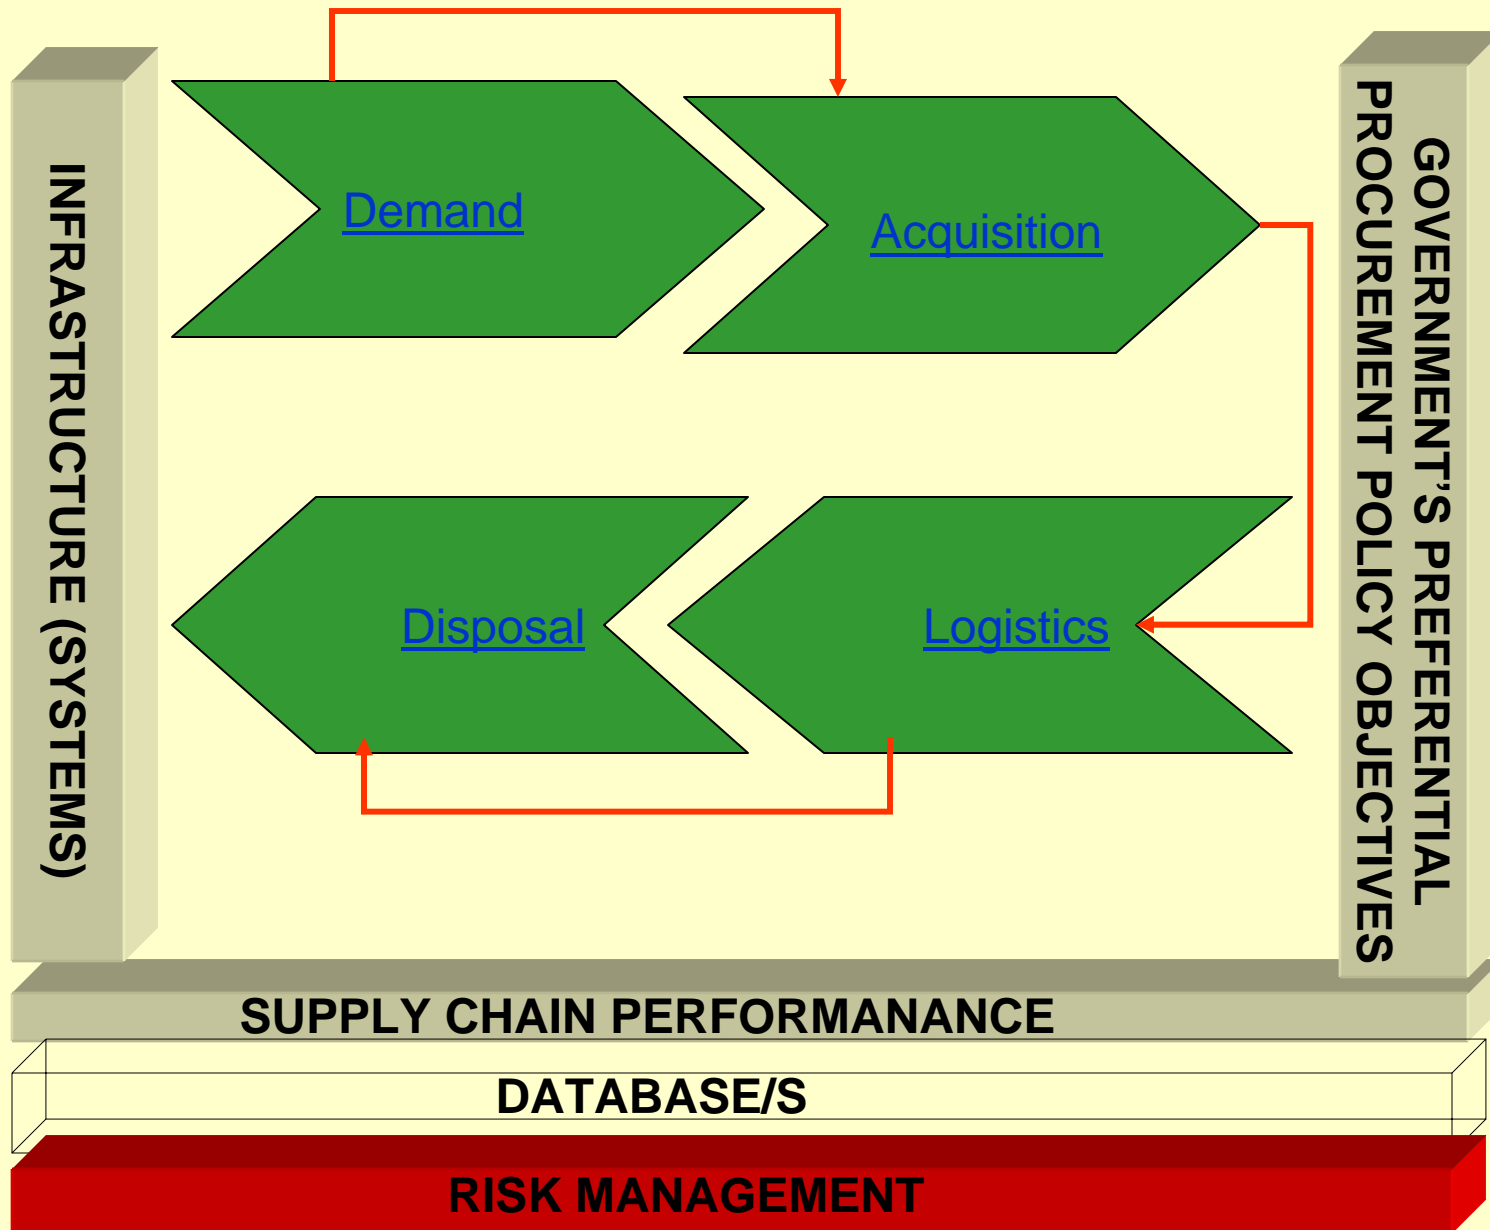 INFRASTRUCTURE (SYSTEMS)
Demand
Acquisition
Disposal
Logistics
GOVERNMENT’S PREFERENTIAL
PROCUREMENT POLICY OBJECTIVES
SUPPLY CHAIN PERFORMANANCE
DATABASE/S
RISK MANAGEMENT